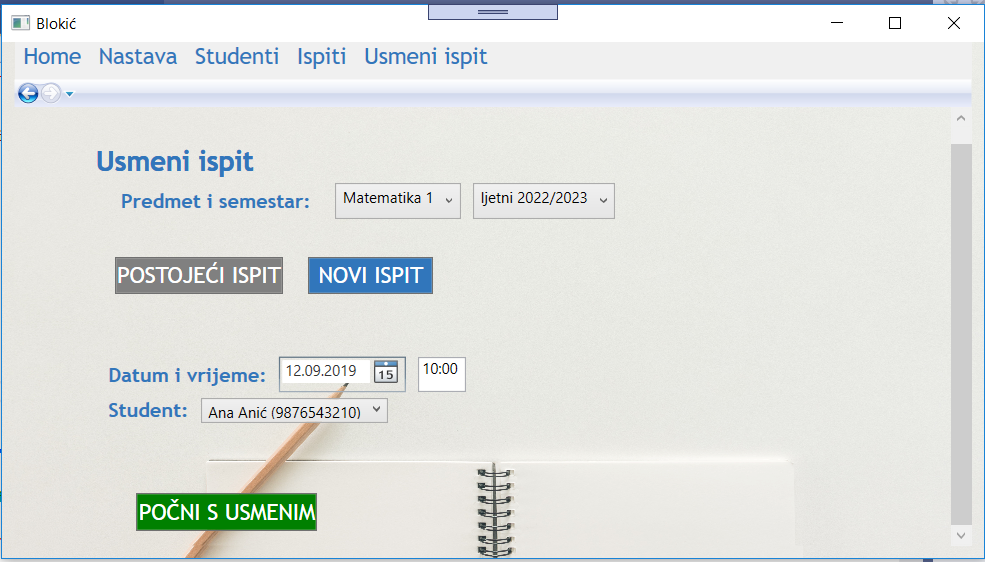 Blokić
Home Nastava Studenti Ispiti Usmeni ispit
Usmeni ispit
Predmet i semestar: Matematika 1 ljetni 2022/2023
POSTOJEĆI ISPIT NOVI ISPIT
Datum i vrijeme: 12.09.2019 15 10:00
Student: Ana Anić (9876543210)
POČNI S USMENIM